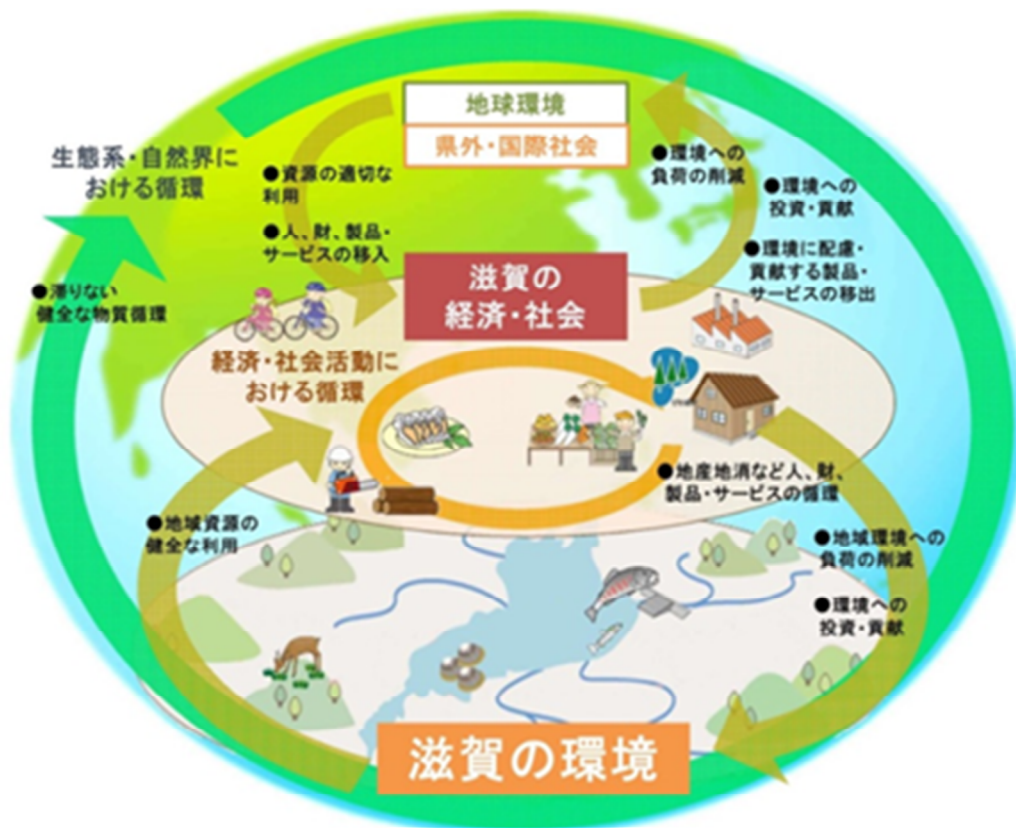 地球環境
県外・国際社会
生態系・自然界に
おける循環
●資源の適切な
利用
●人、財、製品・
サービスの移入
●環境への
負荷の削減
●環境への
投資・貢献
●環境に配慮・
貢献する製品・
サービスの移出
●滞りない
健全な物質循環
滋賀の
経済・社会
経済・社会活動に
おける循環
●地産地消など人、財、
製品・サービスの循環
●地域資源の
健全な利用
●地域環境への
負荷の削減
●環境への
投資・貢献
滋賀の環境